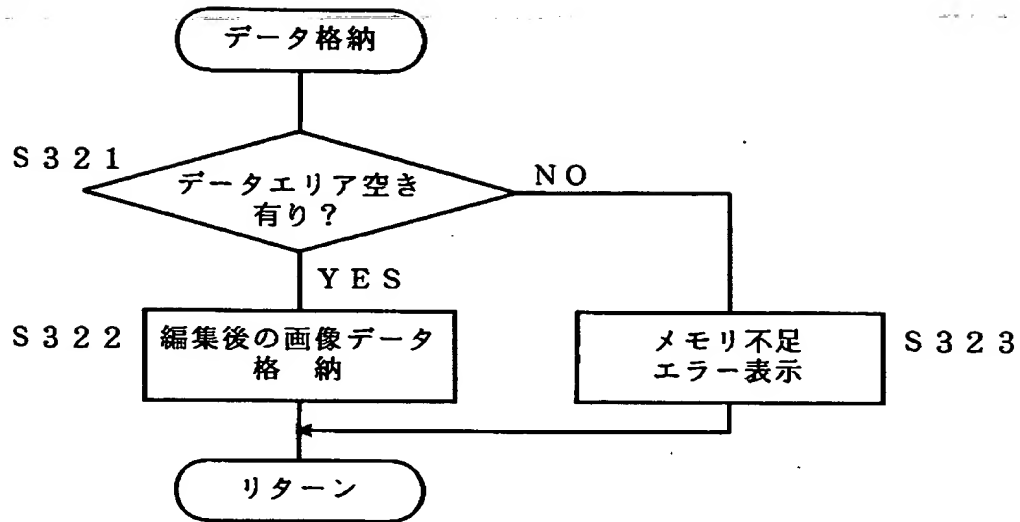 データ格納
S321
データエリア空き
有り?
NO
YES
S322
編集後の画像データ
格 納
メモリ不足
エラー表示
S323
リターン